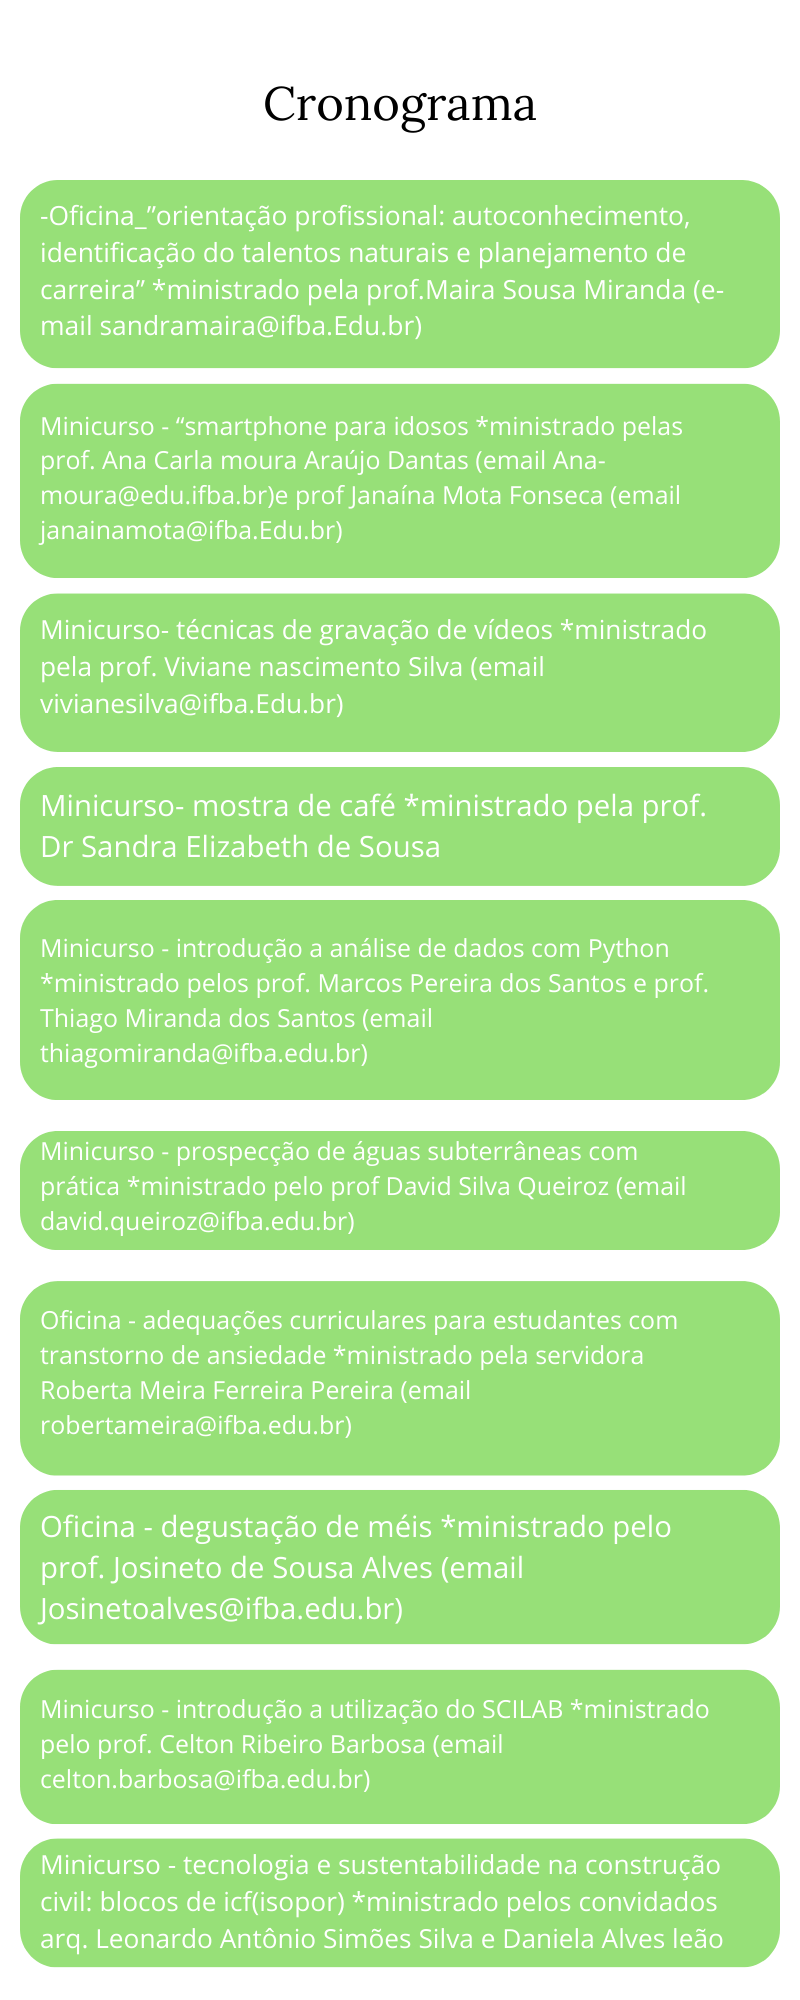 Cronograma
-Oficina_”orientação profissional: autoconhecimento,
identificação do talentos naturais e planejamento de
carreira” *ministrado pela prof.Maira Sousa Miranda (e-
mail sandramaira@ifba.Edu.br)
Minicurso - “smartphone para idosos *ministrado pelas
prof. Ana Carla moura Araújo Dantas (email Ana-
moura@edu.ifba.br)e prof Janaína Mota Fonseca (email
janainamota@ifba.Edu.br)
Minicurso- técnicas de gravação de vídeos *ministrado
pela prof. Viviane nascimento Silva (email
vivianesilva@ifba.Edu.br)
Minicurso- mostra de café *ministrado pela prof.
Dr Sandra Elizabeth de Sousa
Minicurso - introdução a análise de dados com Python
*ministrado pelos prof. Marcos Pereira dos Santos e prof.
Thiago Miranda dos Santos (email
thiagomiranda@ifba.edu.br)
Minicurso - prospecção de águas subterrâneas com
prática *ministrado pelo prof David Silva Queiroz (email
david.queiroz@ifba.edu.br)
Oficina - adequações curriculares para estudantes com
transtorno de ansiedade *ministrado pela servidora
Roberta Meira Ferreira Pereira (email
robertameira@ifba.edu.br)
Oficina - degustação de méis *ministrado pelo
prof. Josineto de Sousa Alves (email
Josinetoalves@ifba.edu.br)
Minicurso - introdução a utilização do SCILAB *ministrado
pelo prof. Celton Ribeiro Barbosa (email
celton.barbosa@ifba.edu.br)
Minicurso - tecnologia e sustentabilidade na construção
civil: blocos de icf(isopor) *ministrado pelos convidados
arq. Leonardo Antônio Simões Silva e Daniela Alves leão